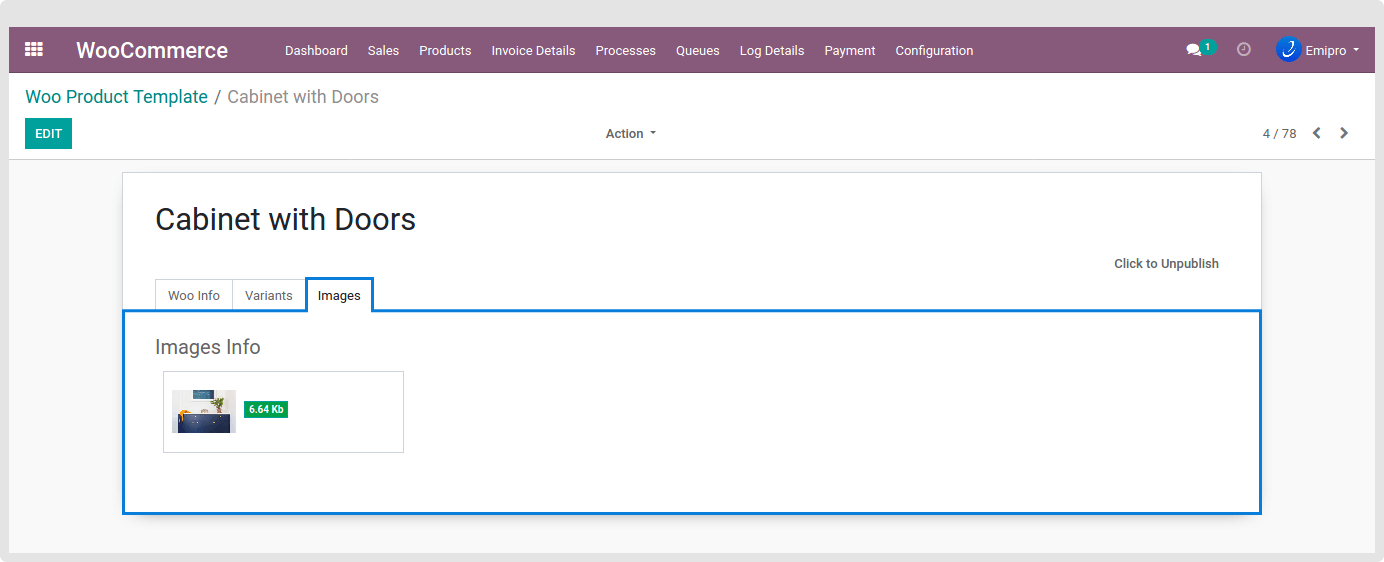 WooCommerce Dashboard Sales Products Invoice Details Processes Queues Log Details Payment Configuration 1 Emipro
Woo Product Template / Cabinet with Doors
EDIT Action 4 / 78
Cabinet with Doors
Click to Unpublish
Woo Info Variants Images
Images Info
6.64 Kb